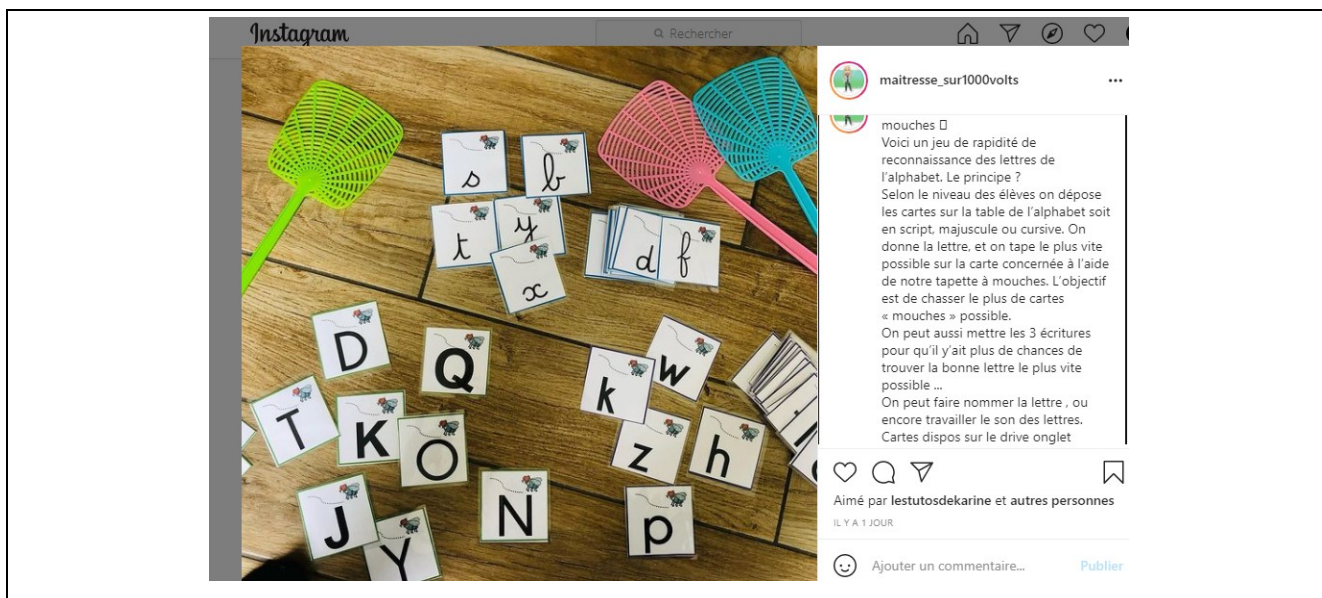 Instagram
Rechercher
s
b
t
y
d
f
x
D
Q
w
k
T
K
O
z
h
J
N
p
Y
maitresse_sur1000volts
mouches
Voici un jeu de rapidité de
reconnaissance des lettres de
l'alphabet. Le principe ?
Selon le niveau des élèves on dépose
les cartes sur la table de l'alphabet soit
en script, majuscule ou cursive. On
donne la lettre, et on tape le plus vite
possible sur la carte concernée à l'aide
de notre tapette à mouches. L'objectif
est de chasser le plus de cartes
« mouches » possible.
On peut aussi mettre les 3 écritures
pour qu'il y'ait plus de chances de
trouver la bonne lettre le plus vite
possible ...
On peut faire nommer la lettre , ou
encore travailler le son des lettres.
Cartes dispos sur le drive onglet
Aimé par lestutosdekarine et autres personnes
IL Y A 1 JOUR
Ajouter un commentaire...
Publier